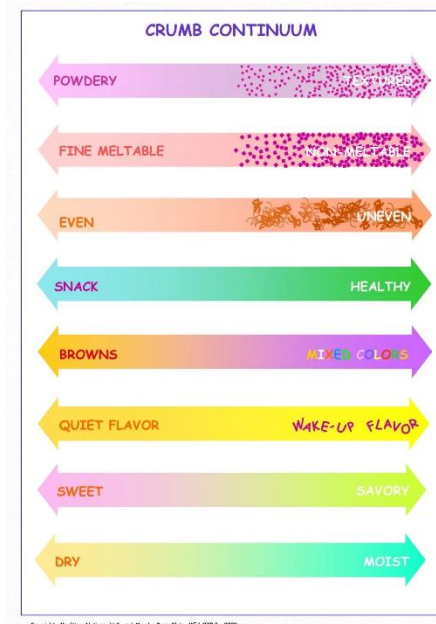 CRUMB CONTINUUM
POWDERY TEXTURED
FINE MELTABLE NON-MELTABLE
EVEN UNEVEN
SNACK HEALTHY
BROWNS MIXED COLORS
QUIET FLAVOR WAKE-UP FLAVOR
SWEET SAVORY
DRY MOIST